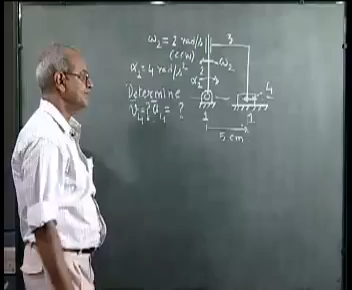 ω₂ = 2 rad/s
(ccw)
α₂ = 4 rad/s²
Determine
V₄ = ? a₄ = ?
3
2
ω₂
α₂
4
1
1
5 cm